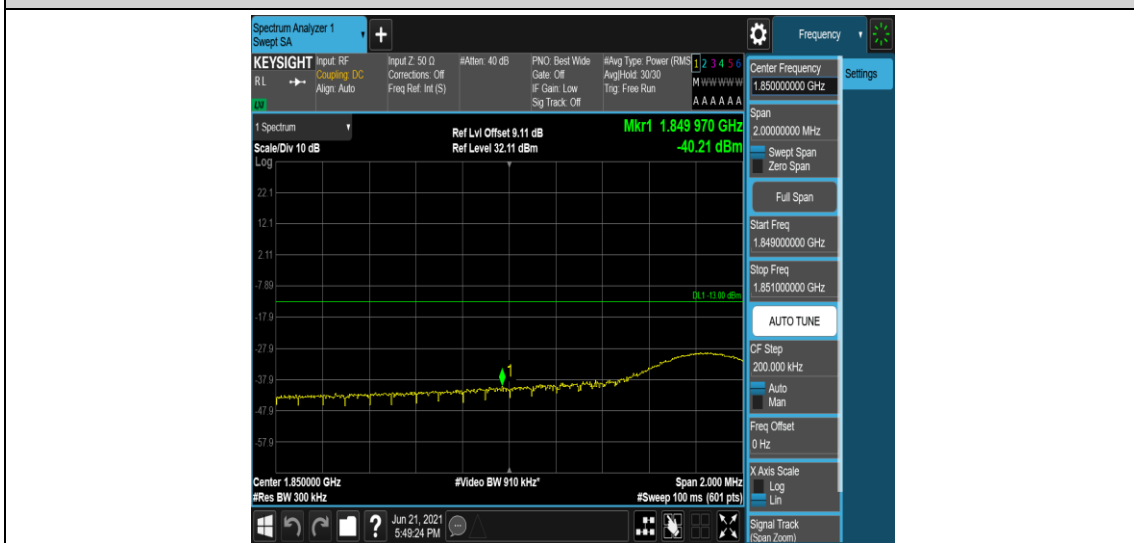 Spectrum Analyzer 1
Swept SA
+
Frequency
KEYSIGHT
RL
LXI
Input: RF
Coupling: DC
Align: Auto
Input Z: 50 Ω
Corrections: Off
Freq Ref: Int (S)
#Atten: 40 dB
PNO: Best Wide
Gate: Off
IF Gain: Low
Sig Track: Off
#Avg Type: Power (RMS
Avg|Hold: 30/30
Trig: Free Run
1 2 3 4 5 6
M W W W W W
A A A A A A
1 Spectrum
Scale/Div 10 dB
Log
Ref Lvl Offset 9.11 dB
Ref Level 32.11 dBm
Mkr1 1.849 970 GHz
-40.21 dBm
22.1
12.1
2.11
-7.89
DL1 -13.00 dBm
-17.9
-27.9
1
-37.9
-47.9
-57.9
Center 1.850000 GHz
#Res BW 300 kHz
#Video BW 910 kHz*
Span 2.000 MHz
#Sweep 100 ms (601 pts)
Center Frequency
1.850000000 GHz
Settings
Span
2.00000000 MHz
Swept Span
Zero Span
Full Span
Start Freq
1.849000000 GHz
Stop Freq
1.851000000 GHz
AUTO TUNE
CF Step
200.000 kHz
Auto
Man
Freq Offset
0 Hz
X Axis Scale
Log
Lin
Signal Track
(Span Zoom)
?
Jun 21, 2021
5:49:24 PM